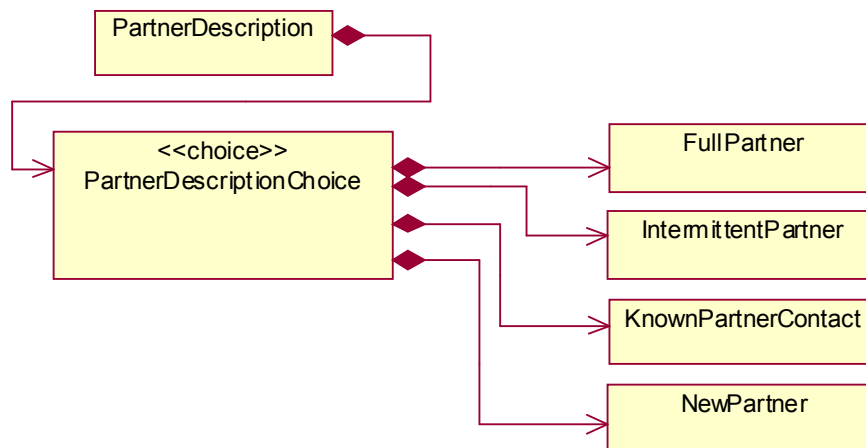 PartnerDescription
<<choice>>
PartnerDescriptionChoice
FullPartner
IntermittentPartner
KnownPartnerContact
NewPartner